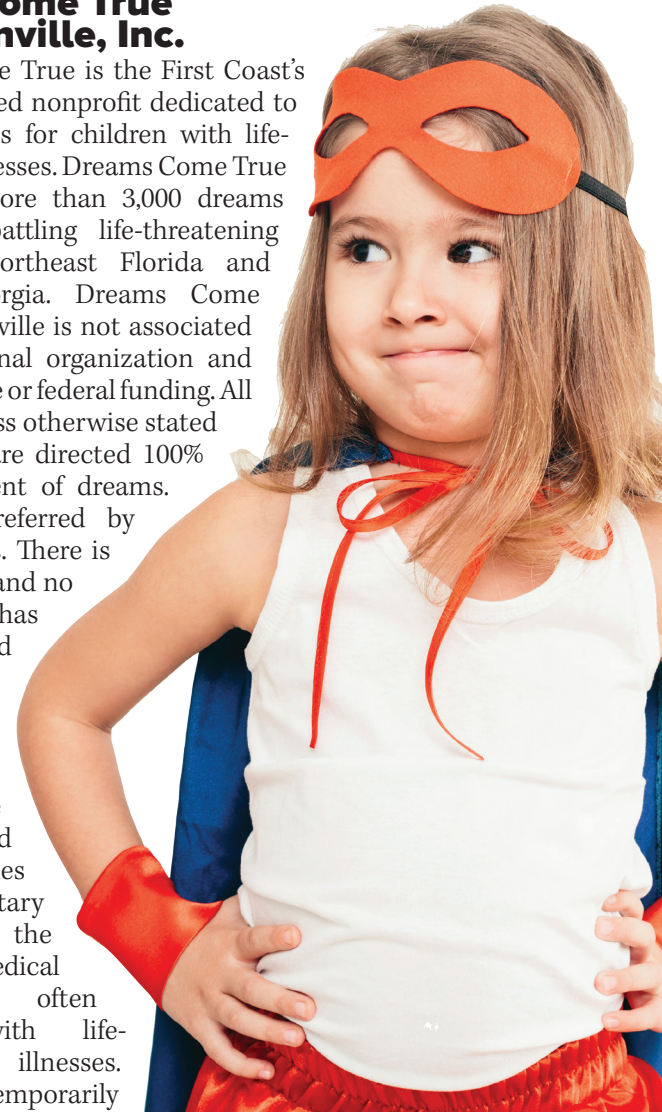 ome True
nville, Inc.
e True is the First Coast’s
ed nonprofit dedicated to
s for children with life-
esses. Dreams Come True
ore than 3,000 dreams
battling life-threatening
ortheast Florida and
rgia. Dreams Come
ville is not associated
nal organization and
e or federal funding. All
ss otherwise stated
are directed 100%
ent of dreams.
referred by
. There is
and no
has
d
d
es
tary
the
edical
often
with life-
illnesses.
emporarily